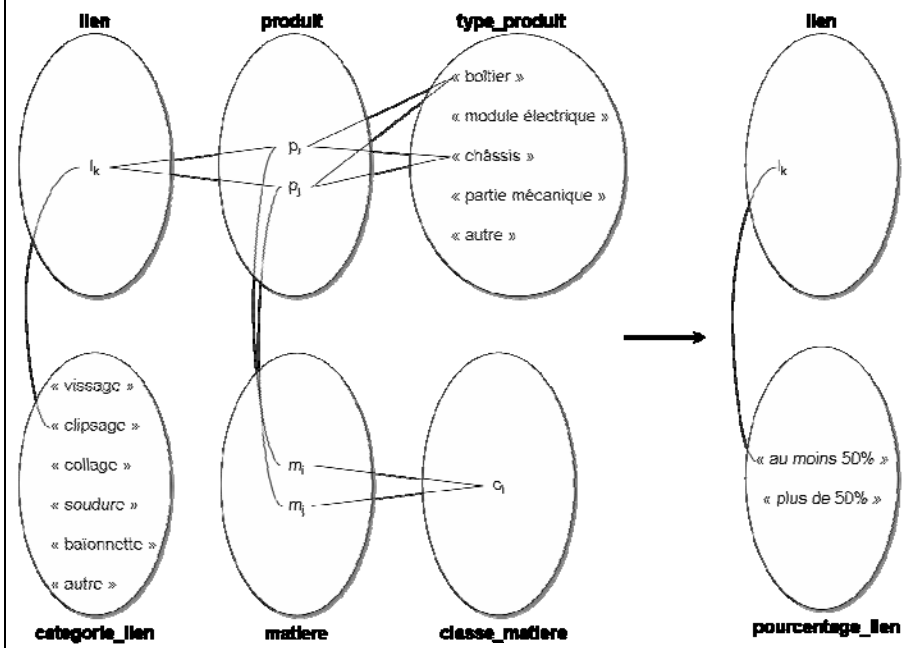 lien
produit
type_produit
lien
« boîtier »
« module électrique »
« châssis »
« partie mécanique »
« autre »
l_k
p_i
p_j
l_k
« vissage »
« clipsage »
« collage »
« soudure »
« baïonnette »
« autre »
m_i
m_j
c_i
« au moins 50% »
« plus de 50% »
categorie_lien
matiere
classe_matiere
pourcentage_lien